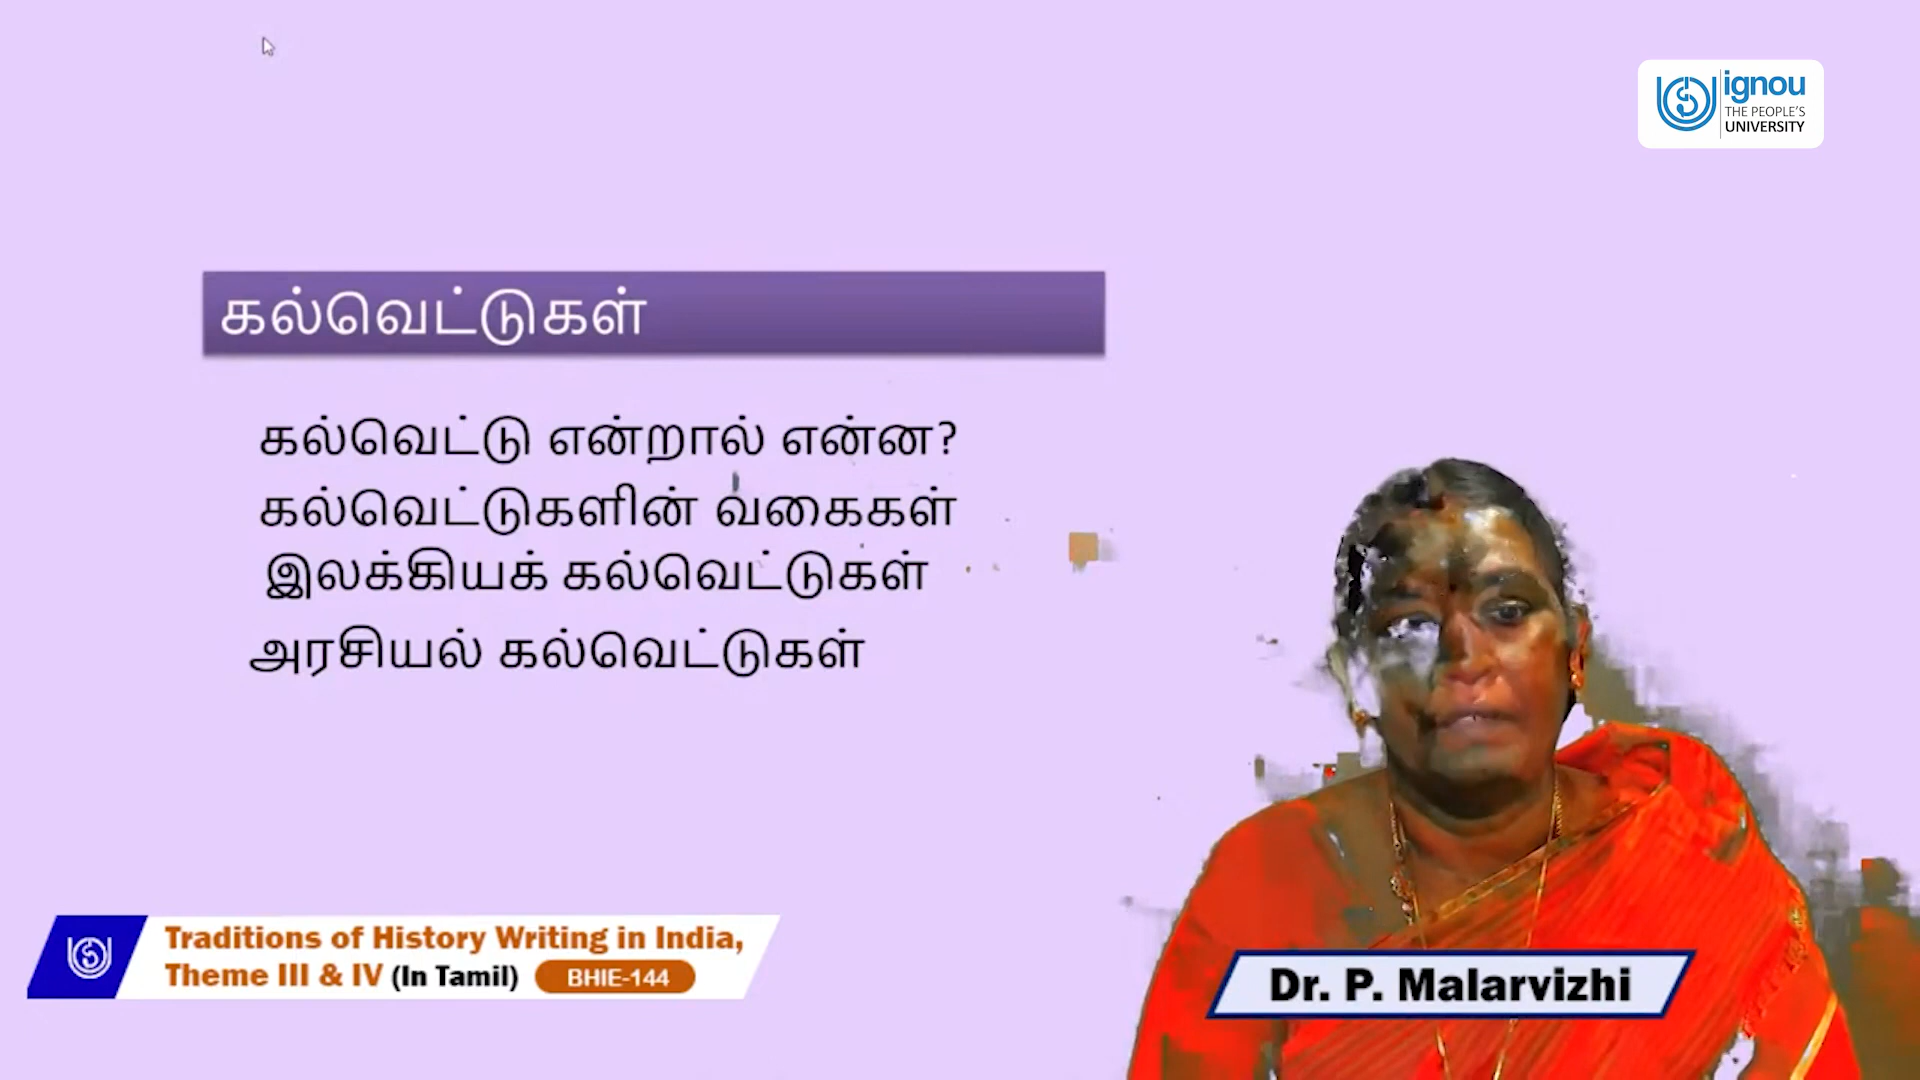 ignou
THE PEOPLE'S
UNIVERSITY
கல்வெட்டுகள்
கல்வெட்டு என்றால் என்ன?
கல்வெட்டுகளின் வகைகள்
இலக்கியக் கல்வெட்டுகள்
அரசியல் கல்வெட்டுகள்
Traditions of History Writing in India,
Theme III & IV (In Tamil) BHIE-144
Dr. P. Malarvizhi